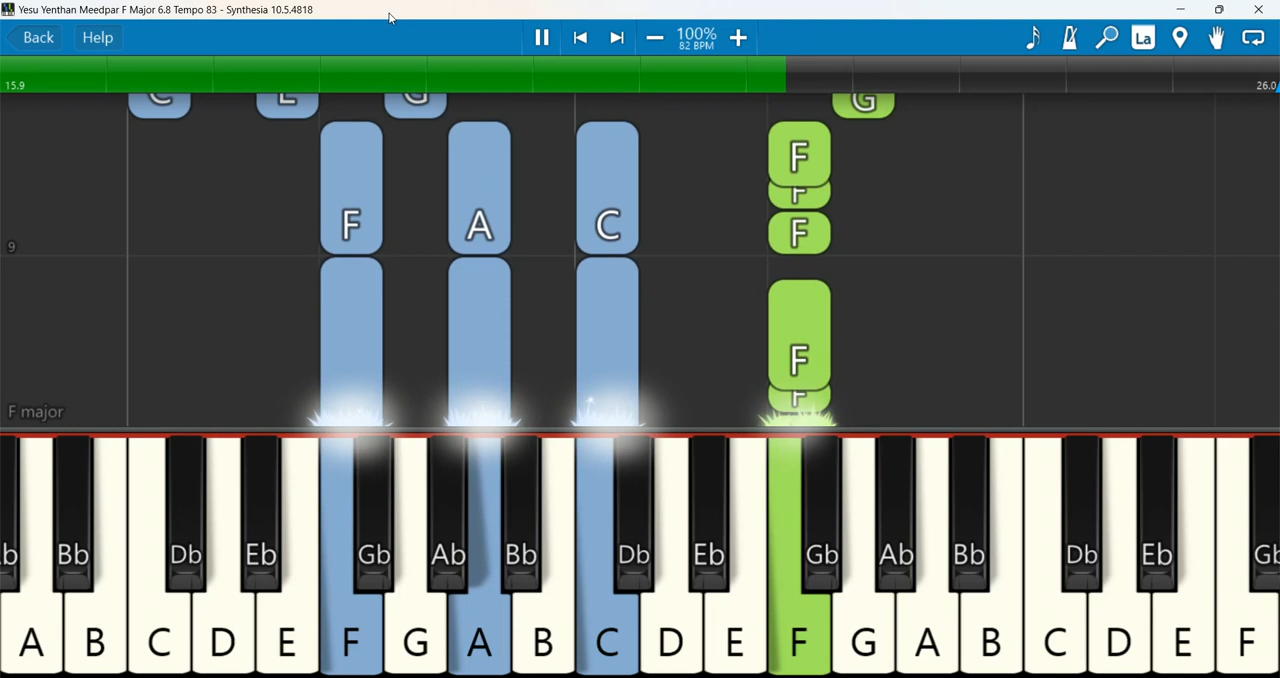 Yesu Yenthan Meedpar F Major 6.8 Tempo 83 - Synthesia 10.5.4818
Back Help 100% La
82 BPM
15.9 26.0
C E G G
F A C F
F
F
9
F
F
F major
b Bb Db Eb Gb Ab Bb Db Eb Gb Ab Bb Db Eb Gb
A B C D E F G A B C D E F G A B C D E F